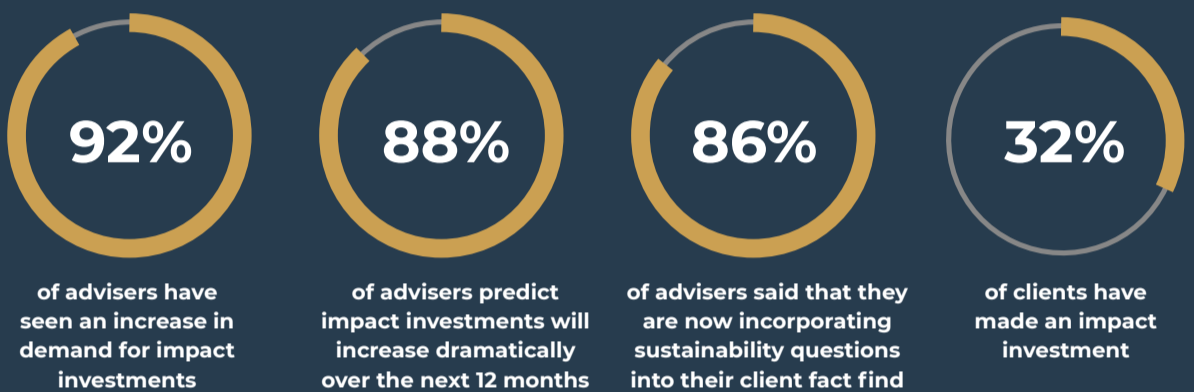 92%
of advisers have
seen an increase in
demand for impact
investments
88%
of advisers predict
impact investments will
increase dramatically
over the next 12 months
86%
of advisers said that they
are now incorporating
sustainability questions
into their client fact find
32%
of clients have
made an impact
investment